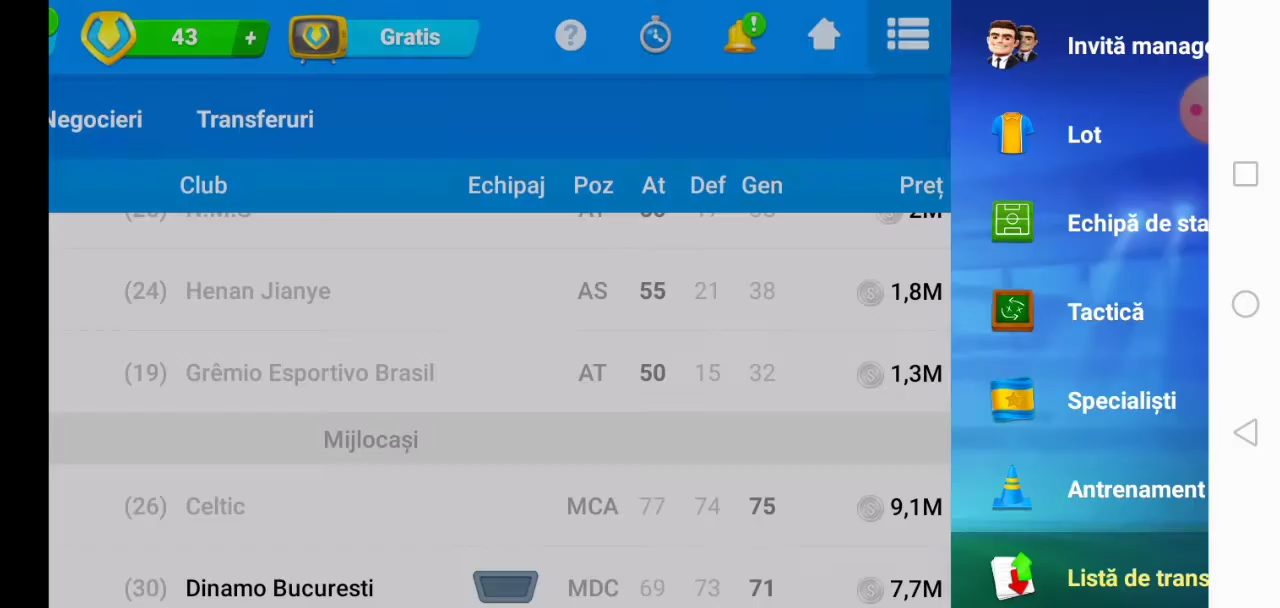 43 + Gratis ? !
Negocieri Transferuri
Club Echipaj Poz At Def Gen Preț
2M
(24) Henan Jianye AS 55 21 38 1,8M
(19) Grêmio Esportivo Brasil AT 50 15 32 1,3M
Mijlocași
(26) Celtic MCA 77 74 75 9,1M
(30) Dinamo Bucuresti MDC 69 73 71 7,7M
Invită manage
Lot
Echipă de sta
Tactică
Specialiști
Antrenament
Listă de trans